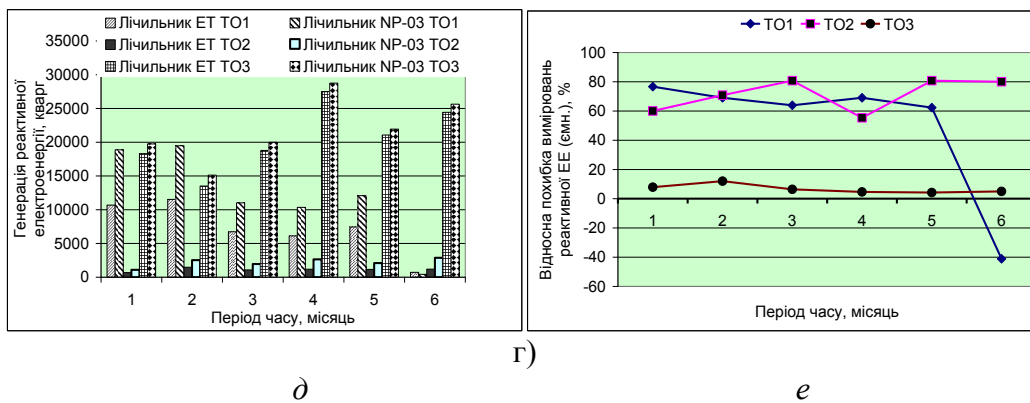 Лічильник ЕТ ТО1 Лічильник NP-03 ТО1
Лічильник ЕТ ТО2 Лічильник NP-03 ТО2
Лічильник ЕТ ТО3 Лічильник NP-03 ТО3
35000
30000
25000
20000
15000
10000
5000
0
Генерація реактивної
електроенергії, кварг
1 2 3 4 5 6
Період часу, місяць
ТО1 ТО2 ТО3
100
80
60
40
20
0
-20
-40
-60
Відносна похибка вимірювань
реактивної ЕЕ (ємн.), %
1 2 3 4 5 6
Період часу, місяць
г)
д е